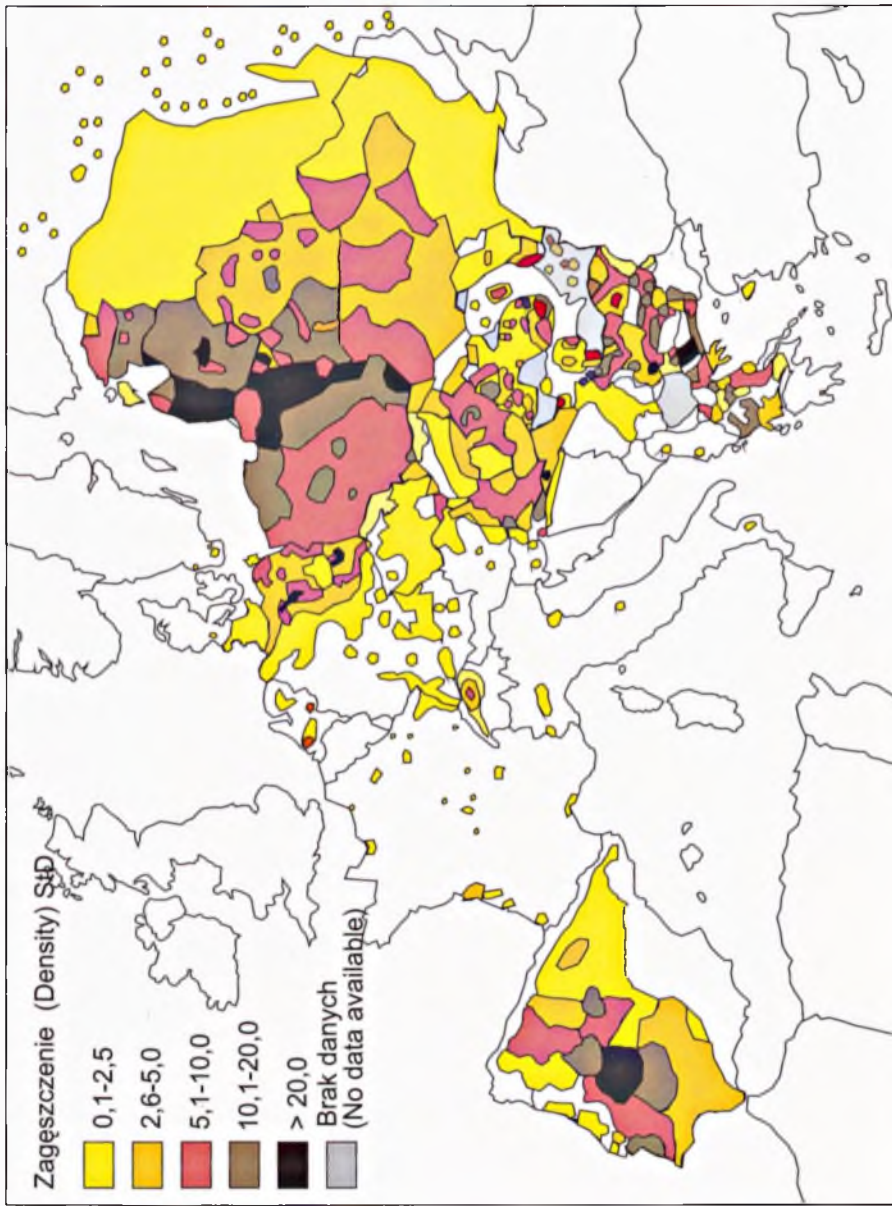 Zagęszczenie (Density) StD
0,1-2,5
2,6-5,0
5,1-10,0
10,1-20,0
> 20,0
Brak danych
(No data available)